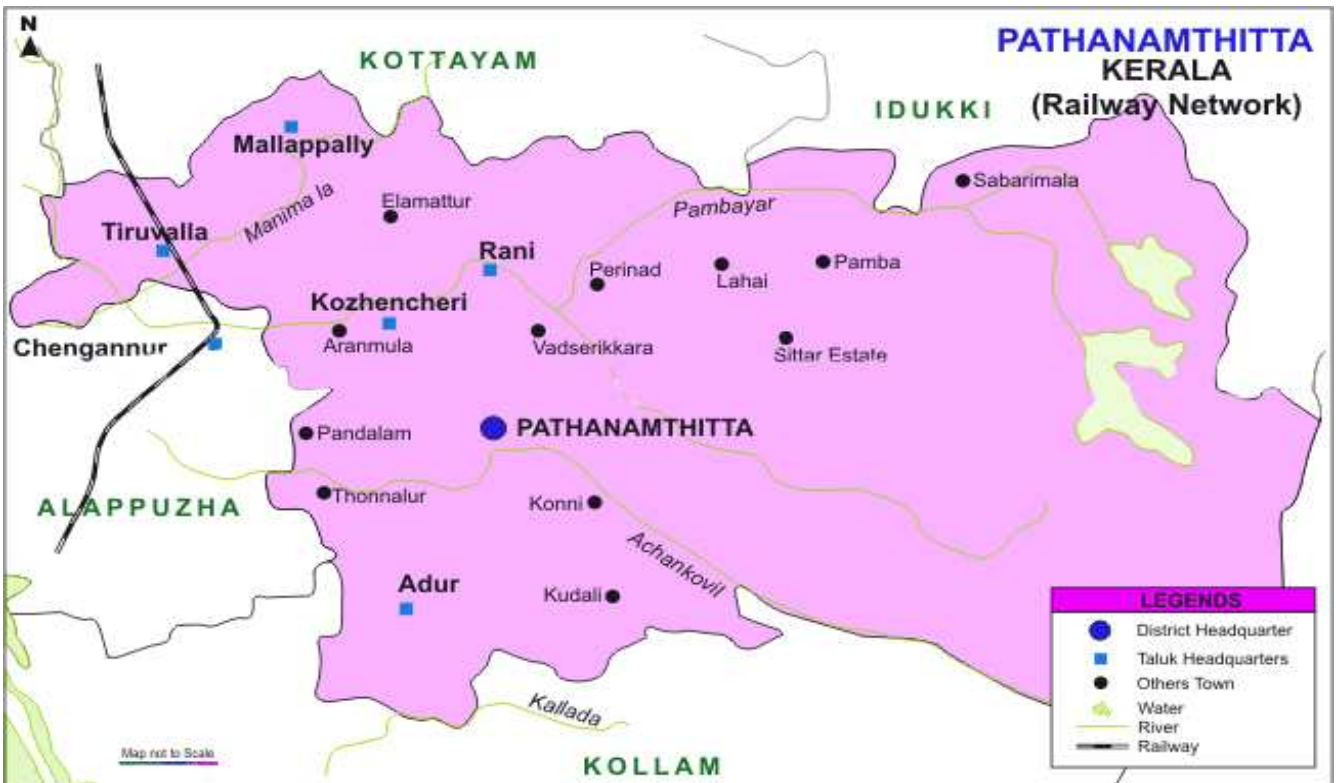 N
PATHANAMTHITTA
KERALA
(Railway Network)
KOTTAYAM
IDUKKI
Mallappally
Manima la
Elamattur
Sabarimala
Pambayar
Tiruvalla
Rani
Perinad
Lahai
Pamba
Kozhencheri
Aranmula
Vadserikkara
Sittar Estate
Chengannur
PATHANAMTHITTA
Pandalam
Thonnalur
Konni
ALAPPUZHA
Achankovil
Adur
Kudali
Kallada
KOLLAM
Map not to Scale
LEGENDS
District Headquarter
Taluk Headquarters
Others Town
Water
River
Railway